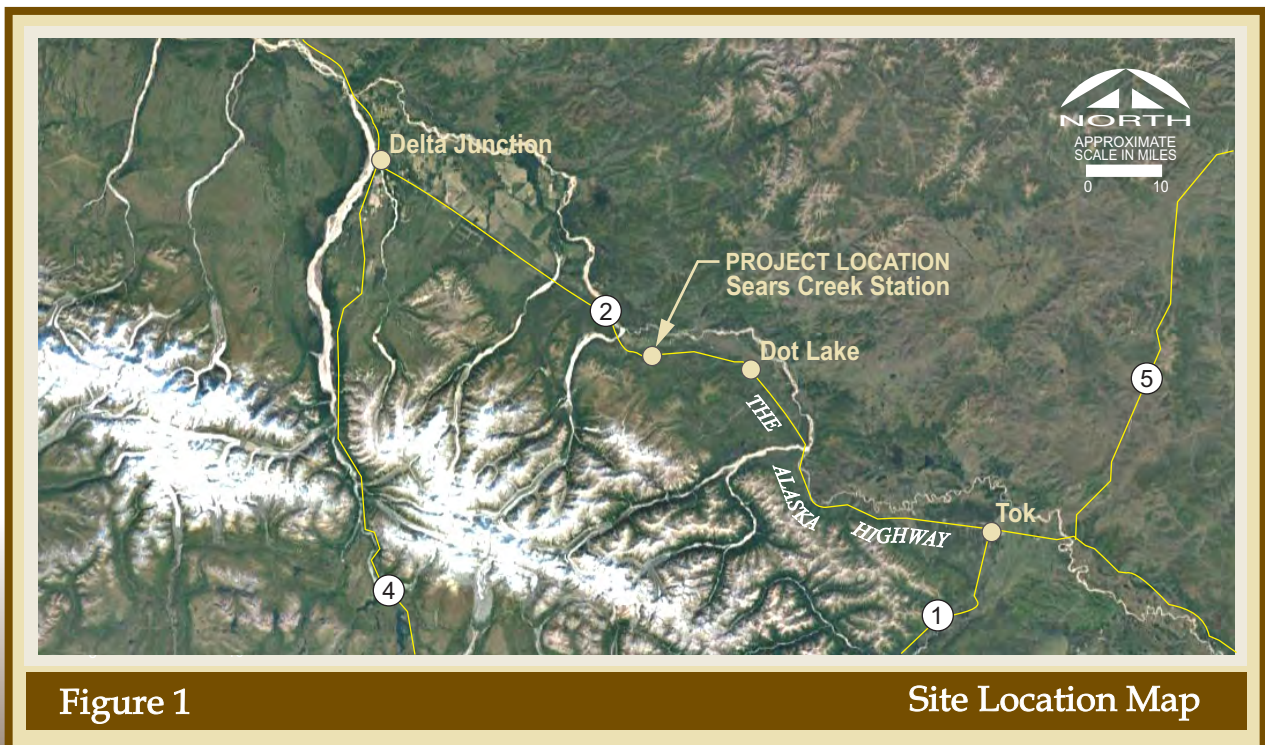 NORTH
APPROXIMATE
SCALE IN MILES
0 10
Delta Junction
PROJECT LOCATION
Sears Creek Station
2
Dot Lake
5
THE
ALASKA
HIGHWAY
Tok
4
1
Figure 1
Site Location Map